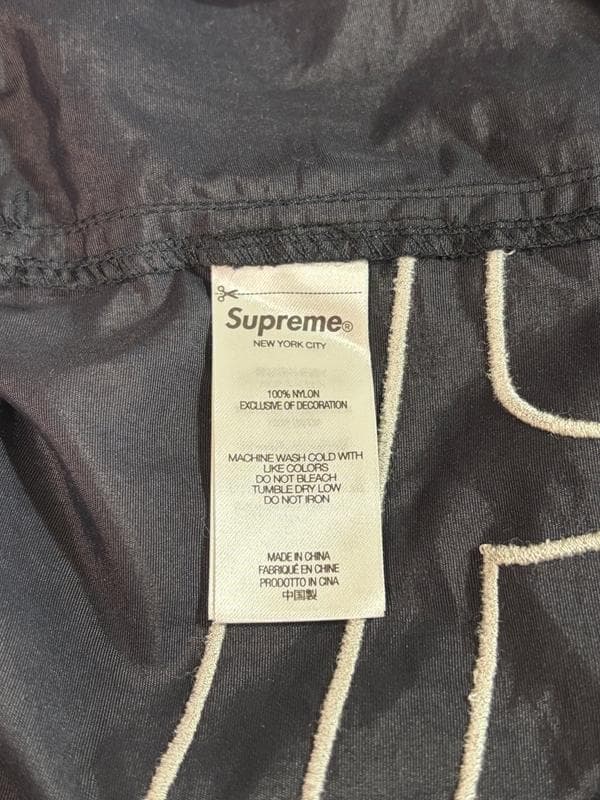 Supreme®
NEW YORK CITY
100% NYLON
EXCLUSIVE OF DECORATION
MACHINE WASH COLD WITH
LIKE COLORS
DO NOT BLEACH
TUMBLE DRY LOW
DO NOT IRON
MADE IN CHINA
FABRIQUÉ EN CHINE
PRODOTTO IN CINA
中国製